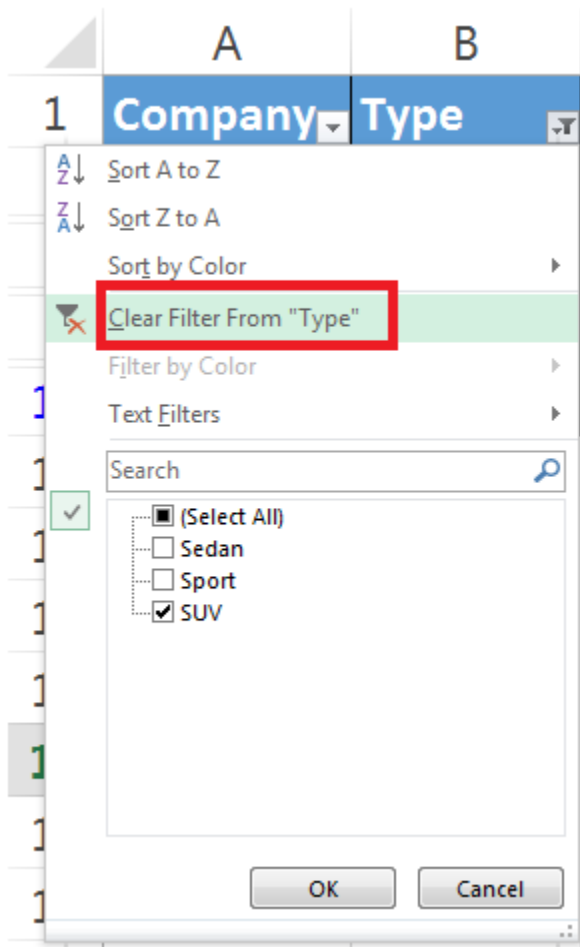 A B
1 Company Type
Sort A to Z
Sort Z to A
Sort by Color
Clear Filter From "Type"
Filter by Color
Text Filters
Search
(Select All)
Sedan
Sport
SUV
OK Cancel